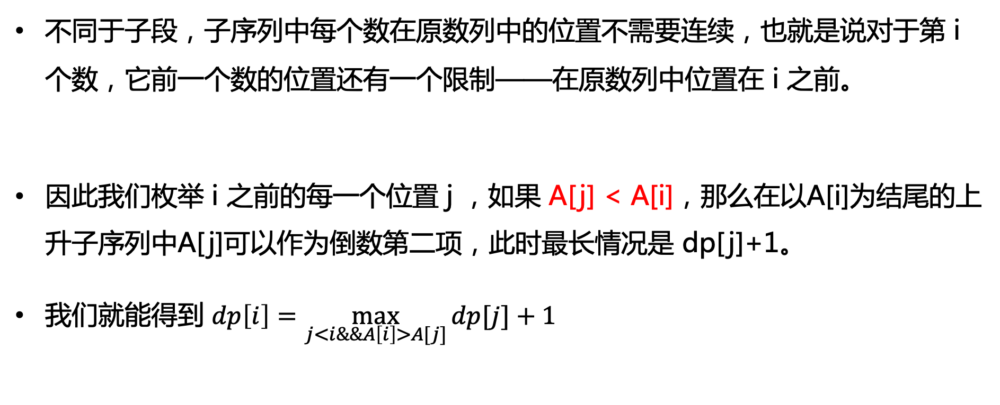 • 不同于子段，子序列中每个数在原数列中的位置不需要连续，也就是说对于第 i
个数，它前一个数的位置还有一个限制——在原数列中位置在 i 之前。
• 因此我们枚举 i 之前的每一个位置 j ，如果 A[j] < A[i]，那么在以A[i]为结尾的上
升子序列中A[j]可以作为倒数第二项，此时最长情况是 dp[j]+1。
• 我们就能得到 dp[i] = max dp[j] + 1
j<i&&A[i]>A[j]